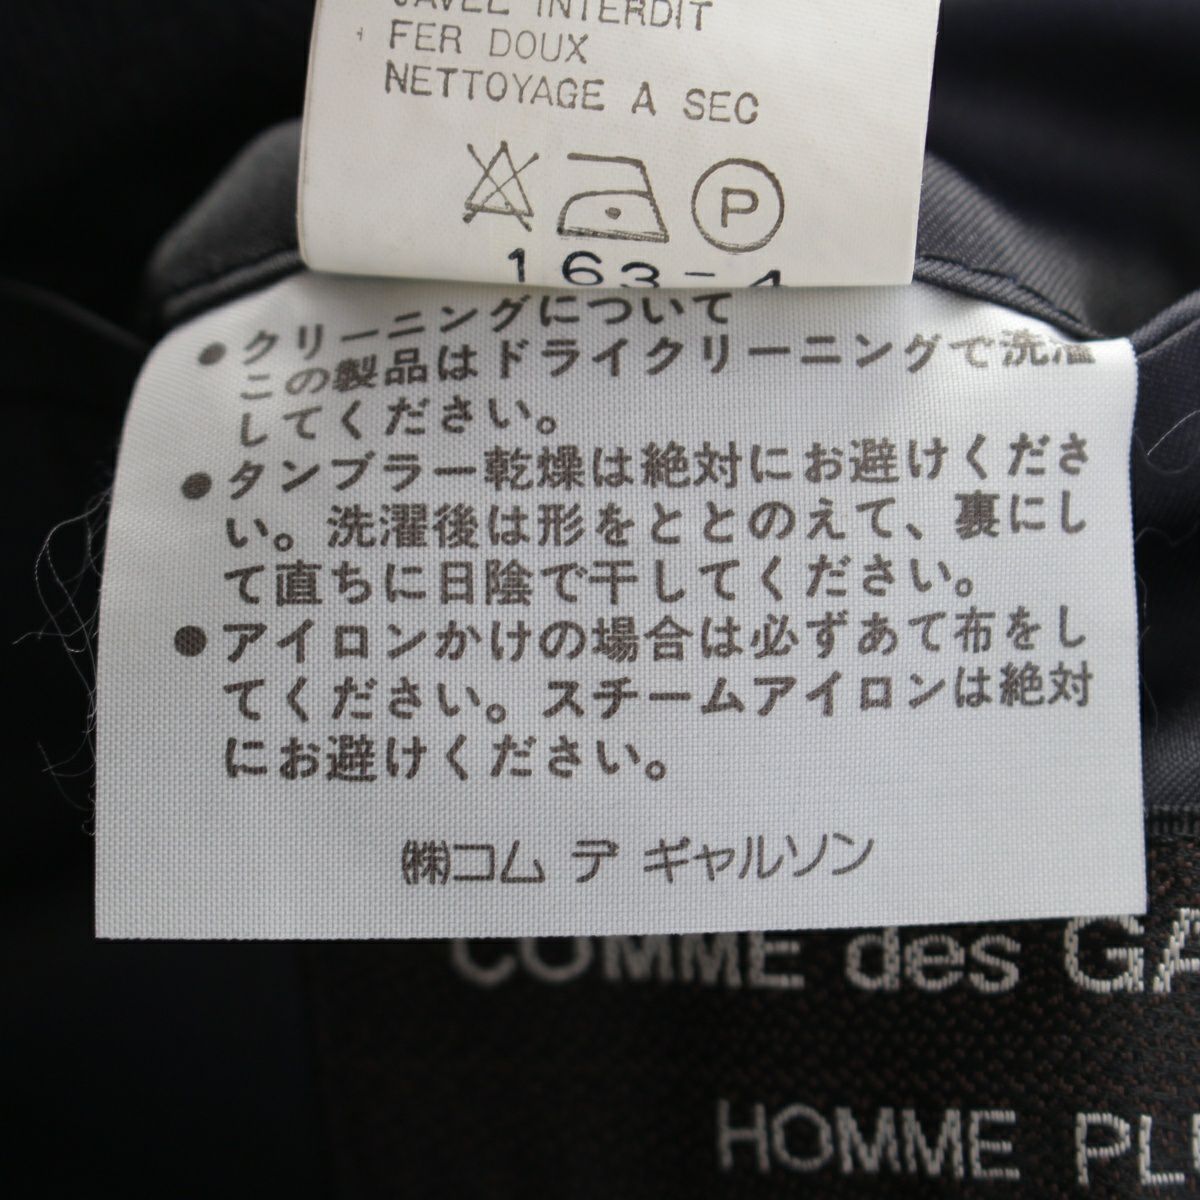 JAVEL INTERDIT
FER DOUX
NETTOYAGE A SEC
P
163-4
●クリーニングについて
この製品はドライクリーニングで洗濯
してください。
●タンブラー乾燥は絶対にお避けくださ
い。洗濯後は形をととのえて、裏にし
て直ちに日陰で干してください。
●アイロンかけの場合は必ずあて布をし
てください。スチームアイロンは絶対
にお避けください。
㈱コム デ ギャルソン
COMME des GA
HOMME PL